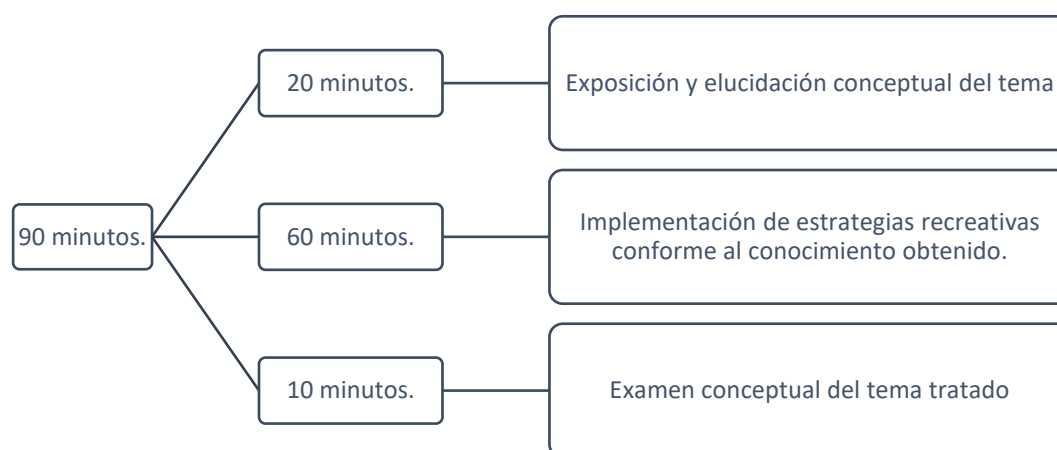 20 minutos.
Exposición y elucidación conceptual del tema
90 minutos.
60 minutos.
Implementación de estrategias recreativas
conforme al conocimiento obtenido.
10 minutos.
Examen conceptual del tema tratado